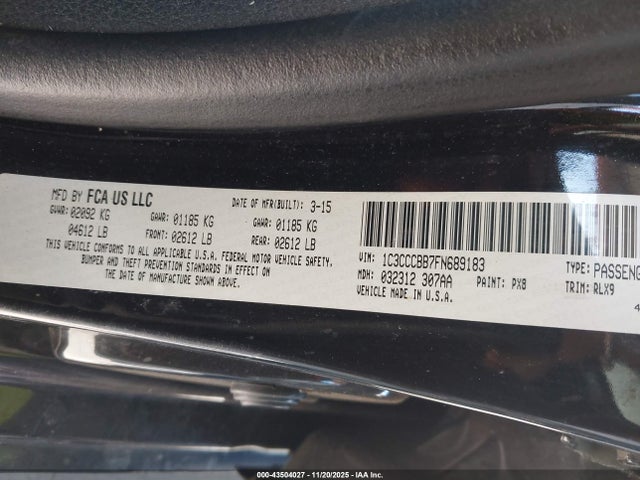 MFD BY FCA US LLC
DATE OF MFR(BUILT): 3-15
GVWR: 02092 KG
GAWR: 01185 KG
GAWR: 01185 KG
04612 LB
FRONT: 02612 LB
REAR: 02612 LB
THIS VEHICLE CONFORMS TO ALL APPLICABLE U.S.A. FEDERAL MOTOR VEHICLE SAFETY,
BUMPER AND THEFT PREVENTION STANDARDS IN EFFECT ON
THE DATE OF MANUFACTURE SHOWN ABOVE.
VIN: 1C3CCCBB7FN689183
TYPE: PASSENG
MDH: 032312 307AA
PAINT: PX8
TRIM: RLX9
VEHICLE MADE IN U.S.A.
4
000-43504027 - 11/20/2025 - IAA Inc.